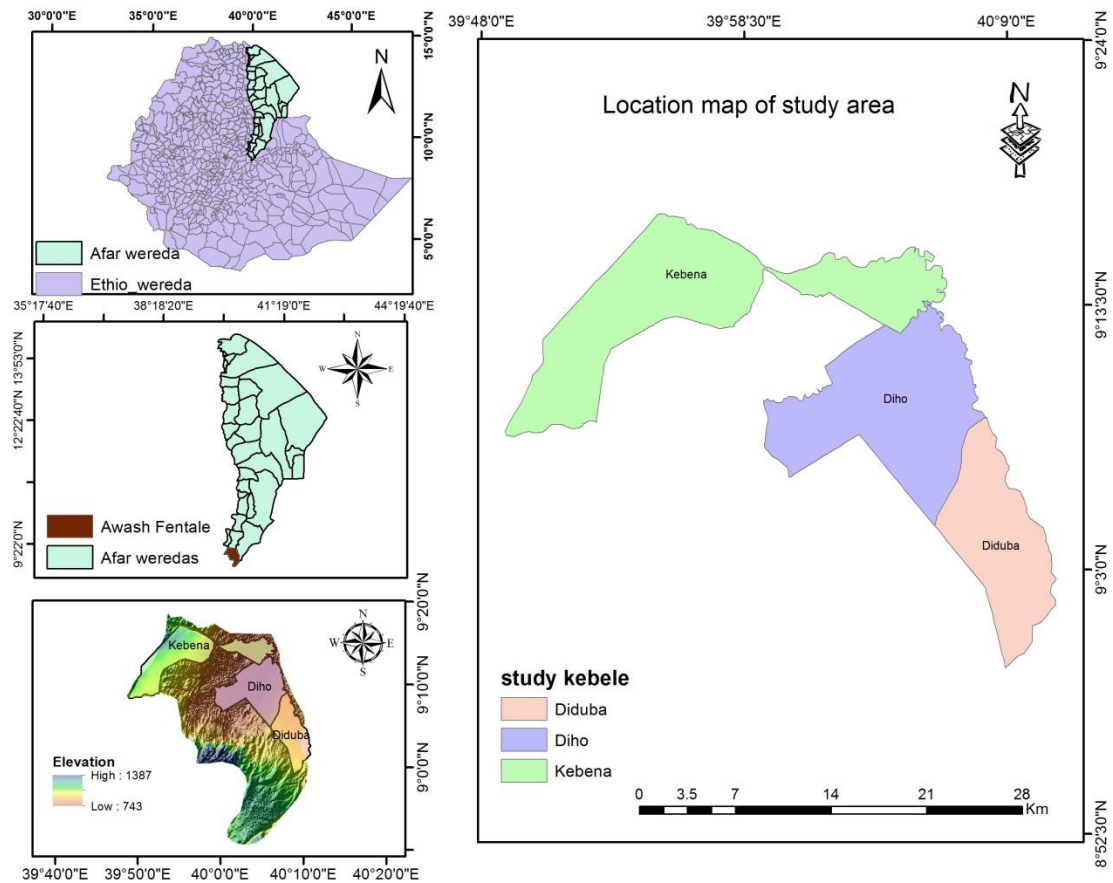 30°0'0"E 35°0'0"E 40°0'0"E 45°0'0"E
15°0'0"N
10°0'0"N
5°0'0"N
N
Afar wereda
Ethio_wereda
35°17'40"E 38°18'20"E 41°19'0"E 44°19'40"E
13°53'0"N
12°22'40"N
9°22'0"N
N
W E
S
Awash Fentale
Afar weredas
9°20'0"N
9°10'0"N
9°0'0"N
N
W E
S
Kebena
Diho
Diduba
Elevation
High : 1387
Low : 743
39°40'0"E 39°50'0"E 40°0'0"E 40°10'0"E 40°20'0"E
39°48'0"E 39°58'30"E 40°9'0"E
9°24'0"N
9°13'30"N
9°3'0"N
8°52'30"N
Location map of study area
N
Kebena
Diho
Diduba
study kebele
Diduba
Diho
Kebena
0 3.5 7 14 21 28
Km